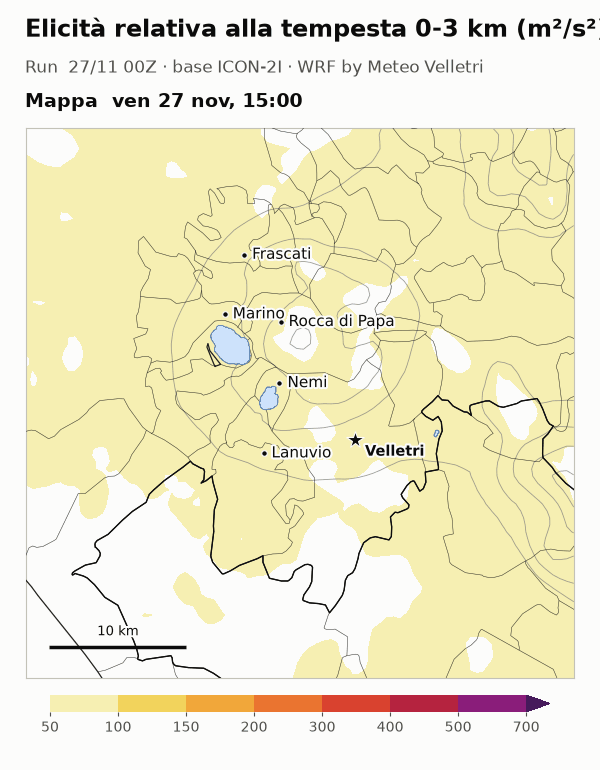 Elicità relativa alla tempesta 0-3 km (m²/s²)
Run 27/11 00Z · base ICON-2I · WRF by Meteo Velletri
Mappa ven 27 nov, 15:00
Frascati
Marino
Rocca di Papa
Nemi
Velletri
Lanuvio
10 km
50 100 150 200 300 400 500 700